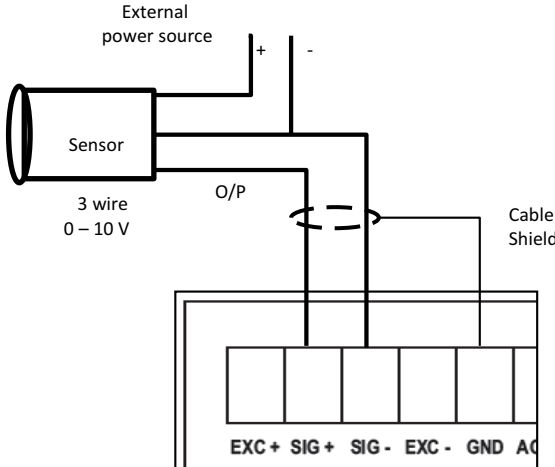 External
power source
+ -
Sensor
O/P
3 wire
0 – 10 V
Cable
Shield
EXC + SIG + SIG - EXC - GND